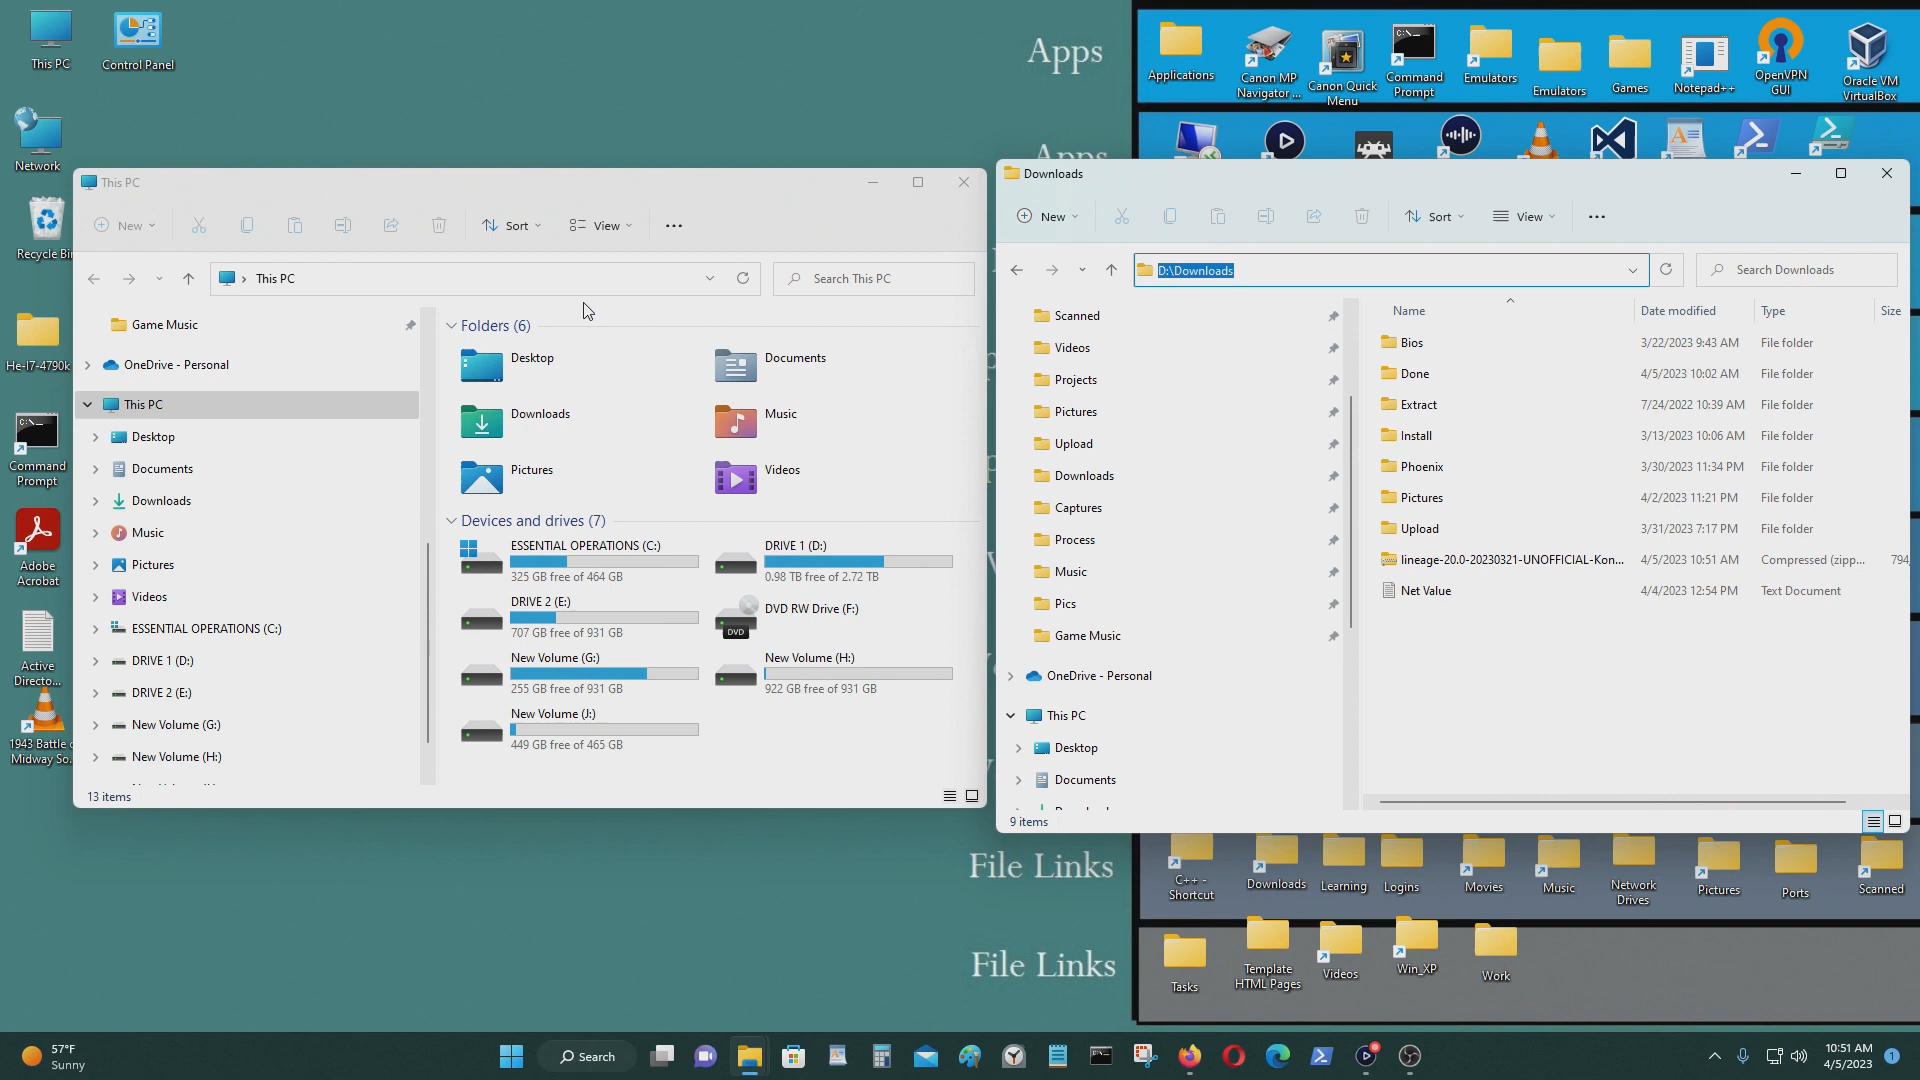 This PC
Control Panel
Network
Recycle Bin
He-I7-4790k
Command
Prompt
Adobe
Acrobat
Active
Directo...
1943 Battle o
Midway So...
Apps
Apps
File Links
File Links
Applications
Canon MP
Navigator ...
Canon Quick
Menu
Command
Prompt
Emulators
Emulators
Games
Notepad++
OpenVPN
GUI
Oracle VM
VirtualBox
This PC
New
Sort
View
This PC
Search This PC
Game Music
OneDrive - Personal
This PC
Desktop
Documents
Downloads
Music
Pictures
Videos
ESSENTIAL OPERATIONS (C:)
DRIVE 1 (D:)
DRIVE 2 (E:)
New Volume (G:)
New Volume (H:)
Folders (6)
Desktop
Documents
Downloads
Music
Pictures
Videos
Devices and drives (7)
ESSENTIAL OPERATIONS (C:)
325 GB free of 464 GB
DRIVE 1 (D:)
0.98 TB free of 2.72 TB
DRIVE 2 (E:)
707 GB free of 931 GB
DVD RW Drive (F:)
DVD
New Volume (G:)
255 GB free of 931 GB
New Volume (H:)
922 GB free of 931 GB
New Volume (J:)
449 GB free of 465 GB
13 items
Downloads
New
Sort
View
D:\Downloads
Search Downloads
Scanned
Videos
Projects
Pictures
Upload
Downloads
Captures
Process
Music
Pics
Game Music
OneDrive - Personal
This PC
Desktop
Documents
Name Date modified Type Size
Bios 3/22/2023 9:43 AM File folder
Done 4/5/2023 10:02 AM File folder
Extract 7/24/2022 10:39 AM File folder
Install 3/13/2023 10:06 AM File folder
Phoenix 3/30/2023 11:34 PM File folder
Pictures 4/2/2023 11:21 PM File folder
Upload 3/31/2023 7:17 PM File folder
lineage-20.0-20230321-UNOFFICIAL-Kon... 4/5/2023 10:51 AM Compressed (zipp... 794,
Net Value 4/4/2023 12:54 PM Text Document
9 items
C++ -
Shortcut
Downloads
Learning
Logins
Movies
Music
Network
Drives
Pictures
Ports
Scanned
Tasks
Template
HTML Pages
Videos
Win_XP
Work
57°F
Sunny
Search
10:51 AM
4/5/2023
1